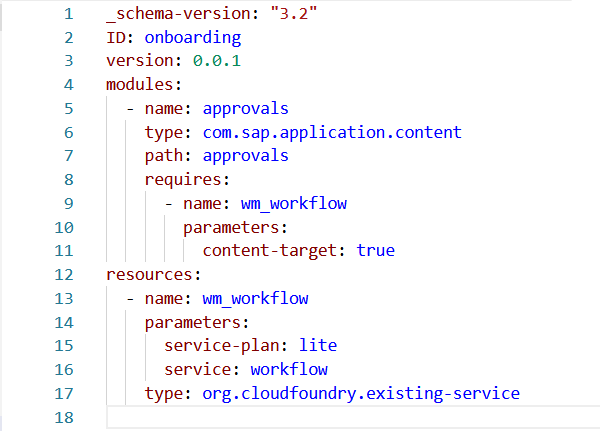 1 _schema-version: "3.2"
2 ID: onboarding
3 version: 0.0.1
4 modules:
5   - name: approvals
6     type: com.sap.application.content
7     path: approvals
8     requires:
9       - name: wm_workflow
10         parameters:
11           content-target: true
12 resources:
13   - name: wm_workflow
14     parameters:
15       service-plan: lite
16       service: workflow
17     type: org.cloudfoundry.existing-service
18